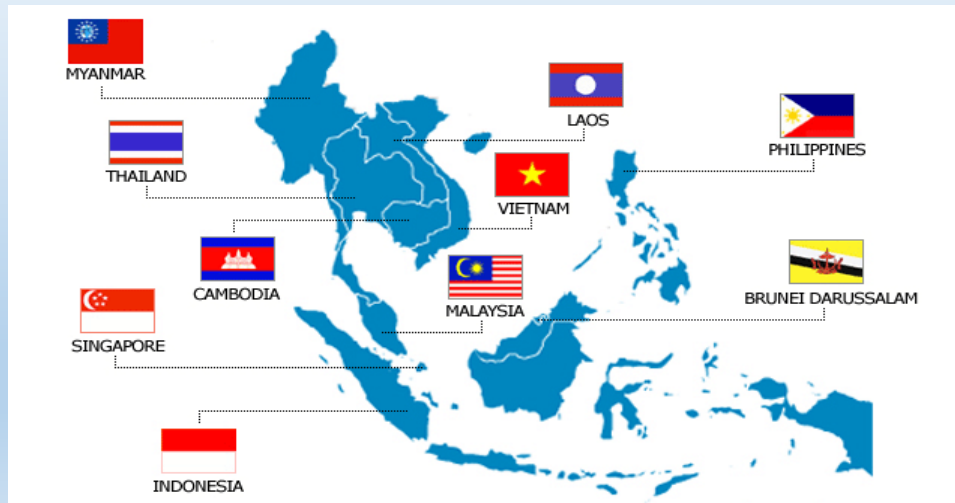 MYANMAR
LAOS
PHILIPPINES
THAILAND
VIETNAM
CAMBODIA
MALAYSIA
BRUNEI DARUSSALAM
SINGAPORE
INDONESIA